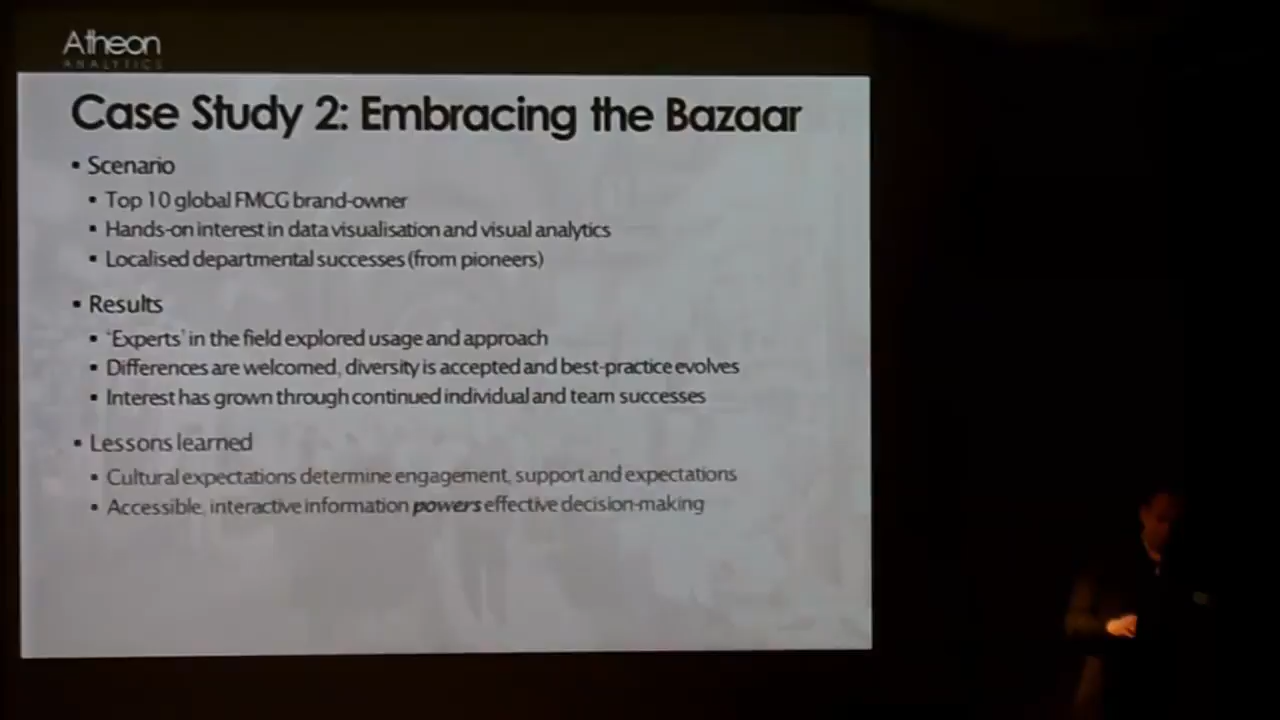 Atheon
ANALYTICS
Case Study 2: Embracing the Bazaar
▪ Scenario
▪ Top 10 global FMCG brand-owner
▪ Hands-on interest in data visualisation and visual analytics
▪ Localised departmental successes (from pioneers)
▪ Results
▪ 'Experts' in the field explored usage and approach
▪ Differences are welcomed, diversity is accepted and best-practice evolves
▪ Interest has grown through continued individual and team successes
▪ Lessons learned
▪ Cultural expectations determine engagement, support and expectations
▪ Accessible, interactive information powers effective decision-making